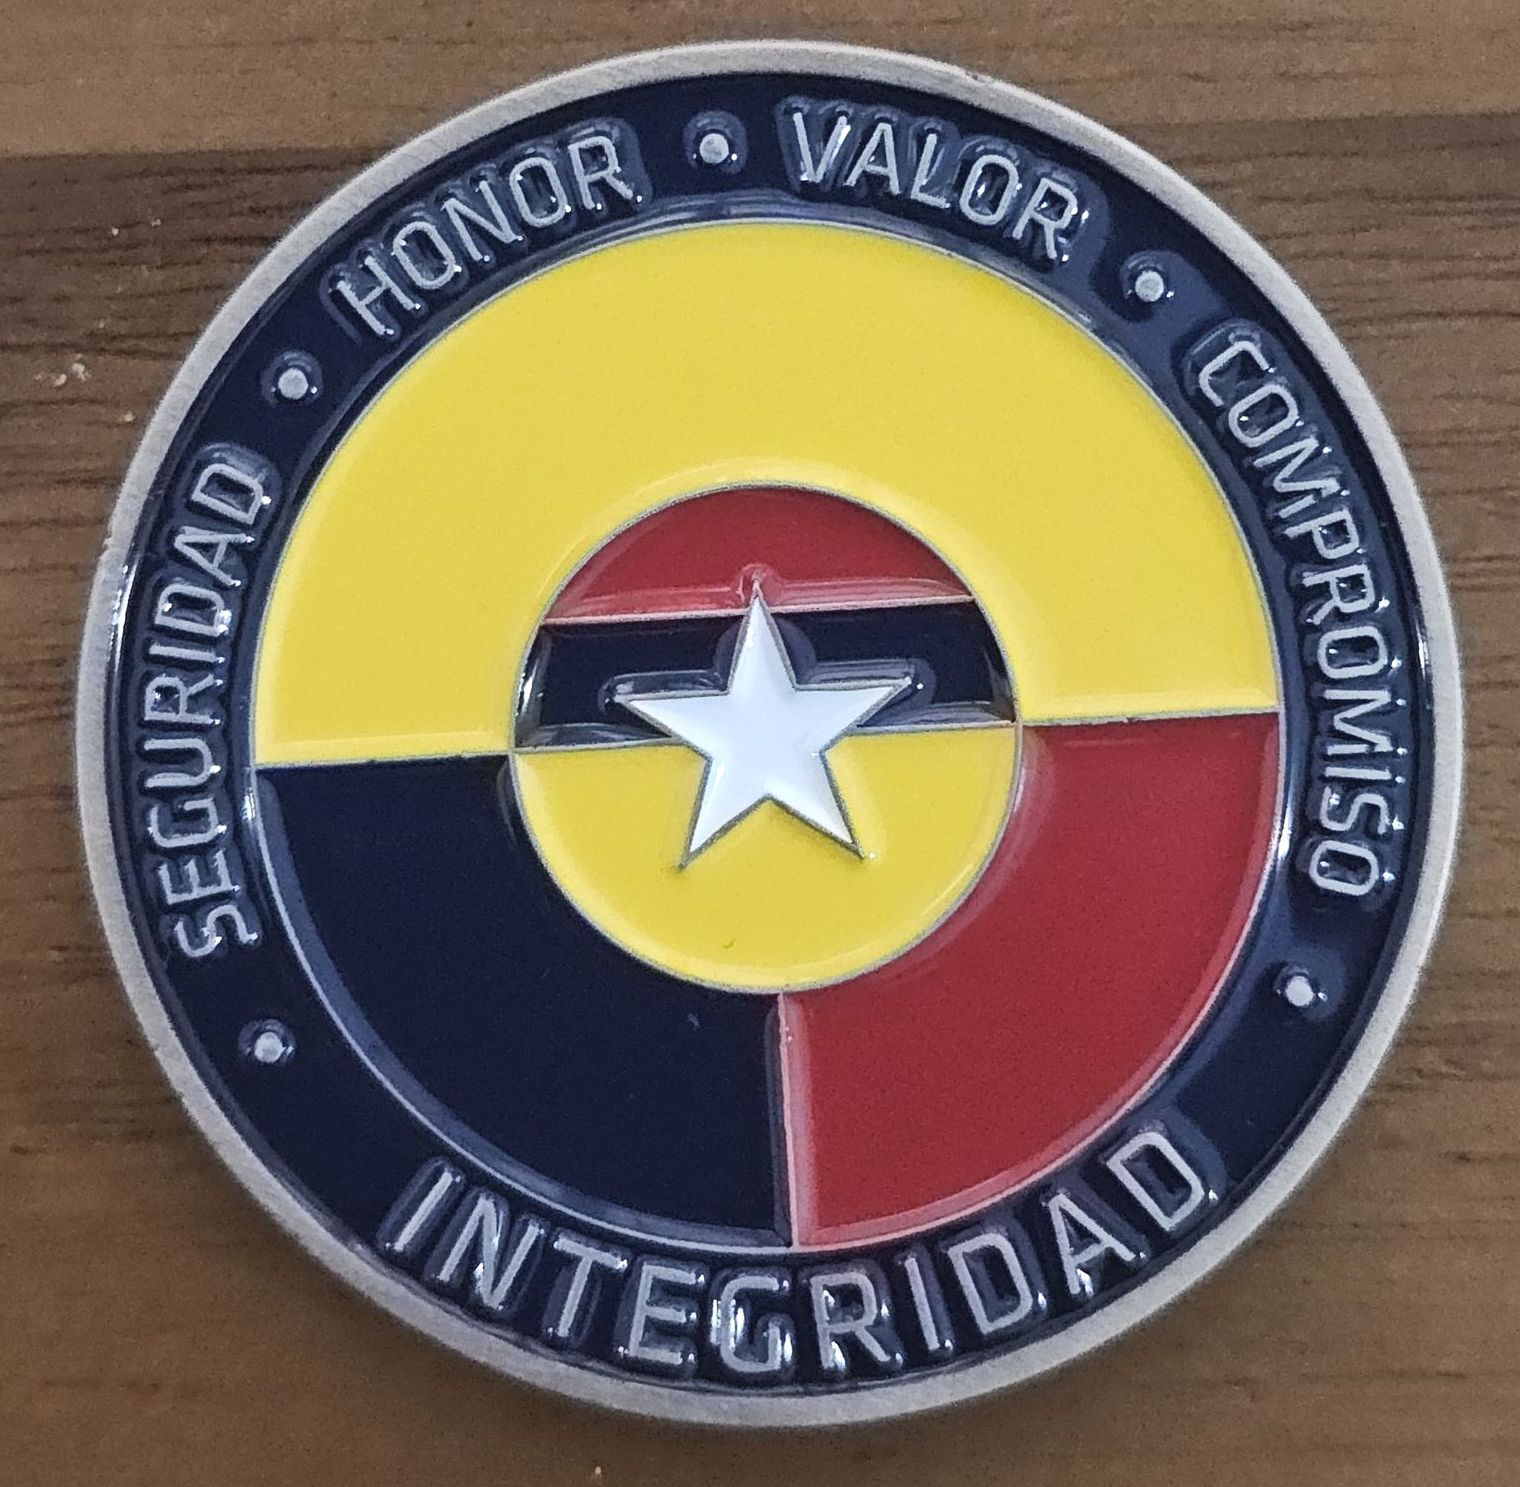 SEGURIDAD • HONOR • VALOR • COMPROMISO •
INTEGRIDAD •